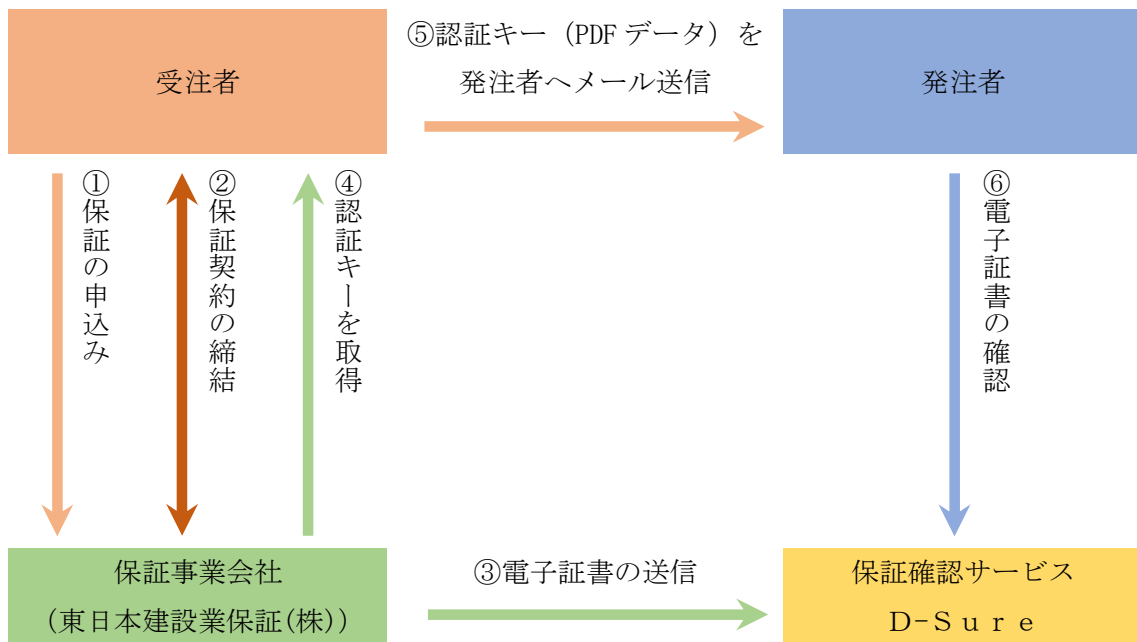 ⑤認証キー（PDFデータ）を
発注者へメール送信
受注者
発注者
①保証の申込み
②保証契約の締結
④認証キーを取得
⑥電子証書の確認
保証事業会社
(東日本建設業保証(株))
③電子証書の送信
保証確認サービス
Ｄ-Ｓｕｒｅ